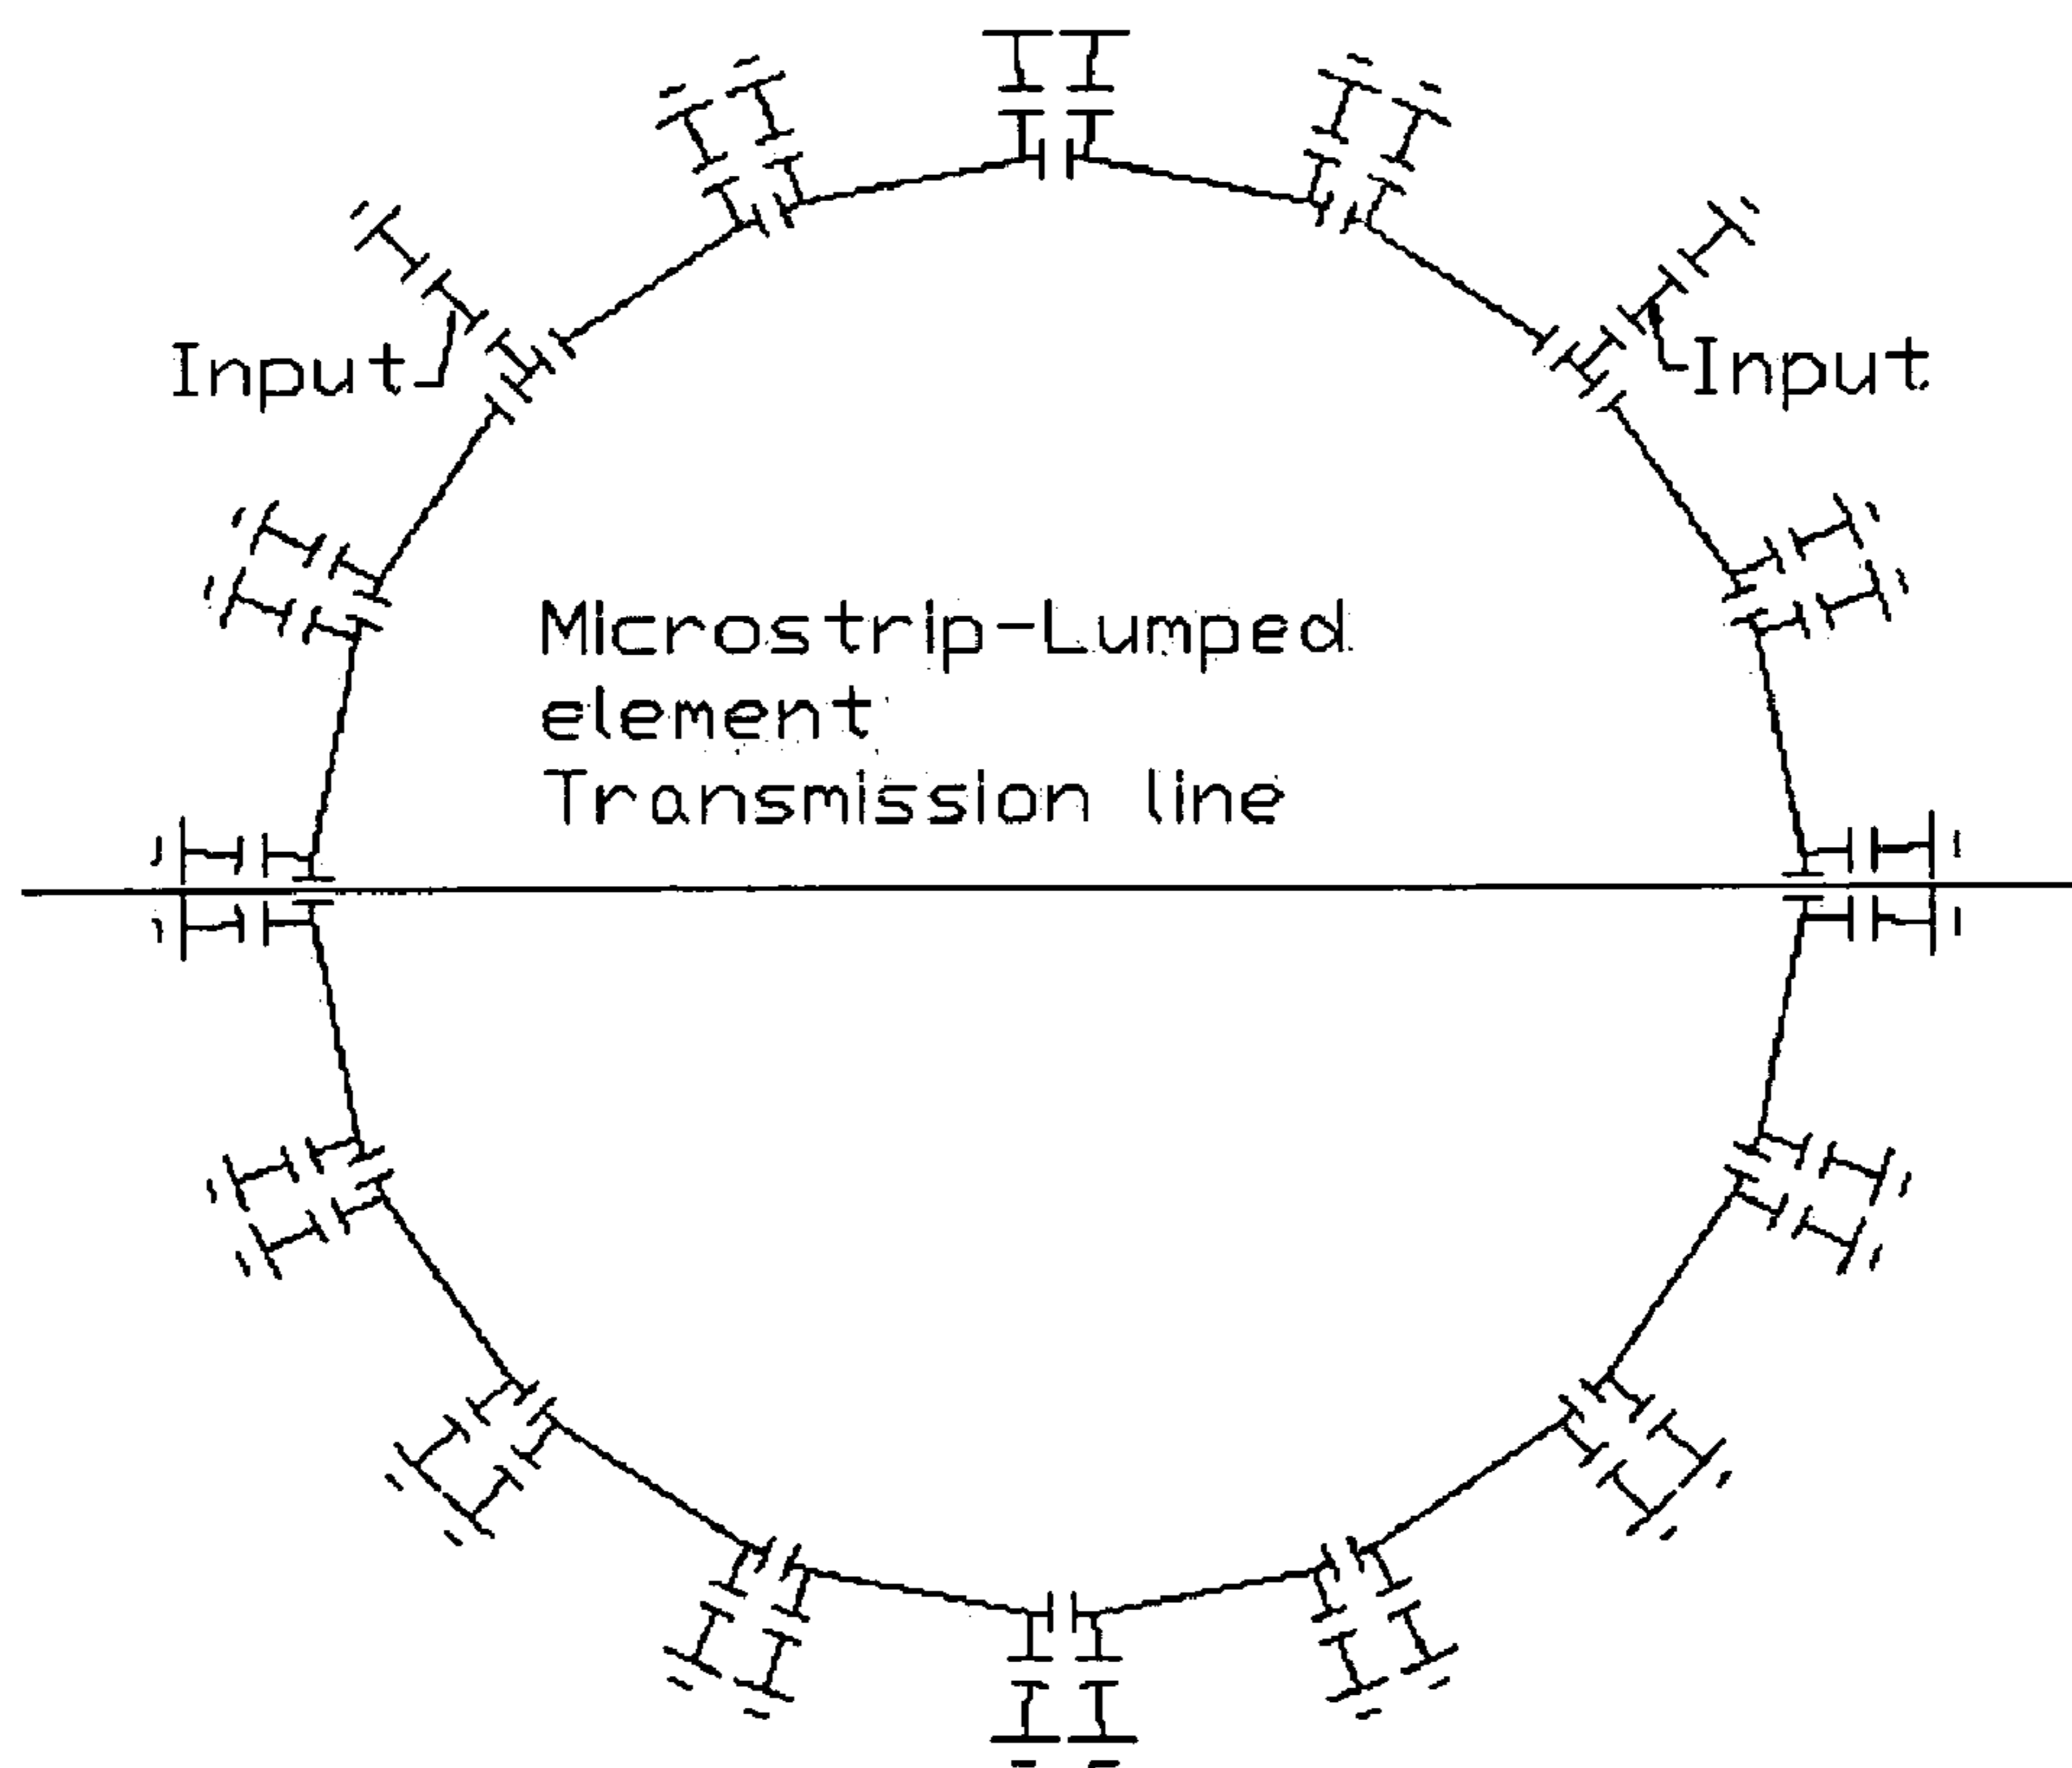 Input
Input
Microstrip-Lumped
element
Transmission line